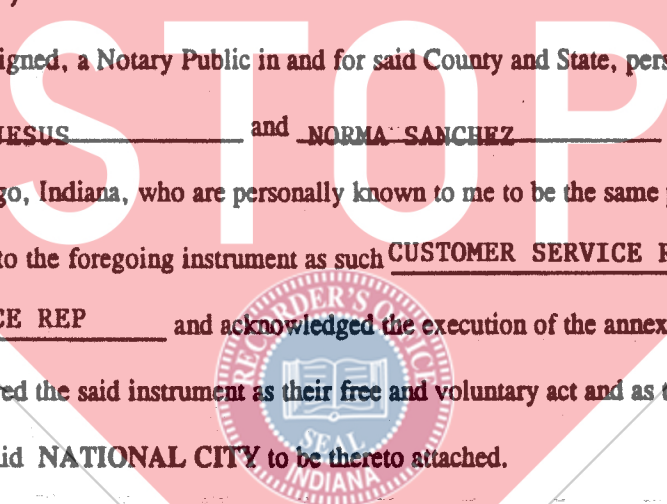 STOP
igned, a Notary Public in and for said County and State, pers
JESUS and NORMA SANCHEZ
go, Indiana, who are personally known to me to be the same
to the foregoing instrument as such CUSTOMER SERVICE R
CE REP and acknowledged the execution of the annex
ed the said instrument as their free and voluntary act and as t
id NATIONAL CITY to be thereto attached.
RECORDER'S OFFICE
SEAL
INDIANA